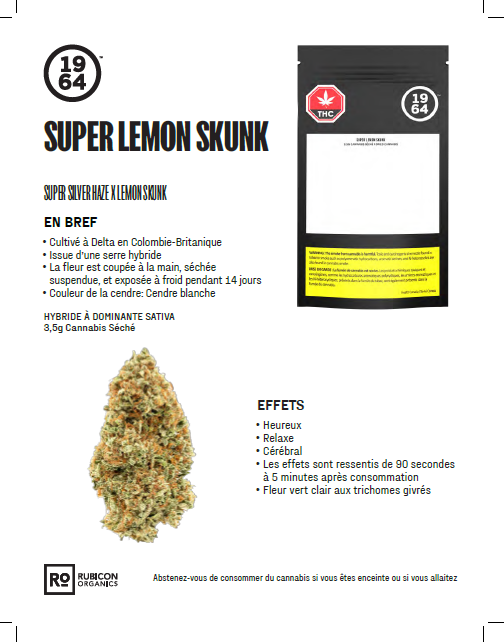 19
64
SUPER LEMON SKUNK
SUPER SILVER HAZE X LEMON SKUNK
EN BREF
• Cultivé à Delta en Colombie-Britanique
• Issue d'une serre hybride
• La fleur est coupée à la main, séchée
suspendue, et exposée à froid pendant 14 jours
• Couleur de la cendre: Cendre blanche
HYBRIDE À DOMINANTE SATIVA
3,5g Cannabis Séché
THC
19
64
SUPER LEMON SKUNK
EFFETS
• Heureux
• Relaxe
• Cérébral
• Les effets sont ressentis de 90 secondes
à 5 minutes après consommation
• Fleur vert clair aux trichomes givrés
RO
RUBICON
ORGANICS
Abstenez-vous de consommer du cannabis si vous êtes enceinte ou si vous allaitez